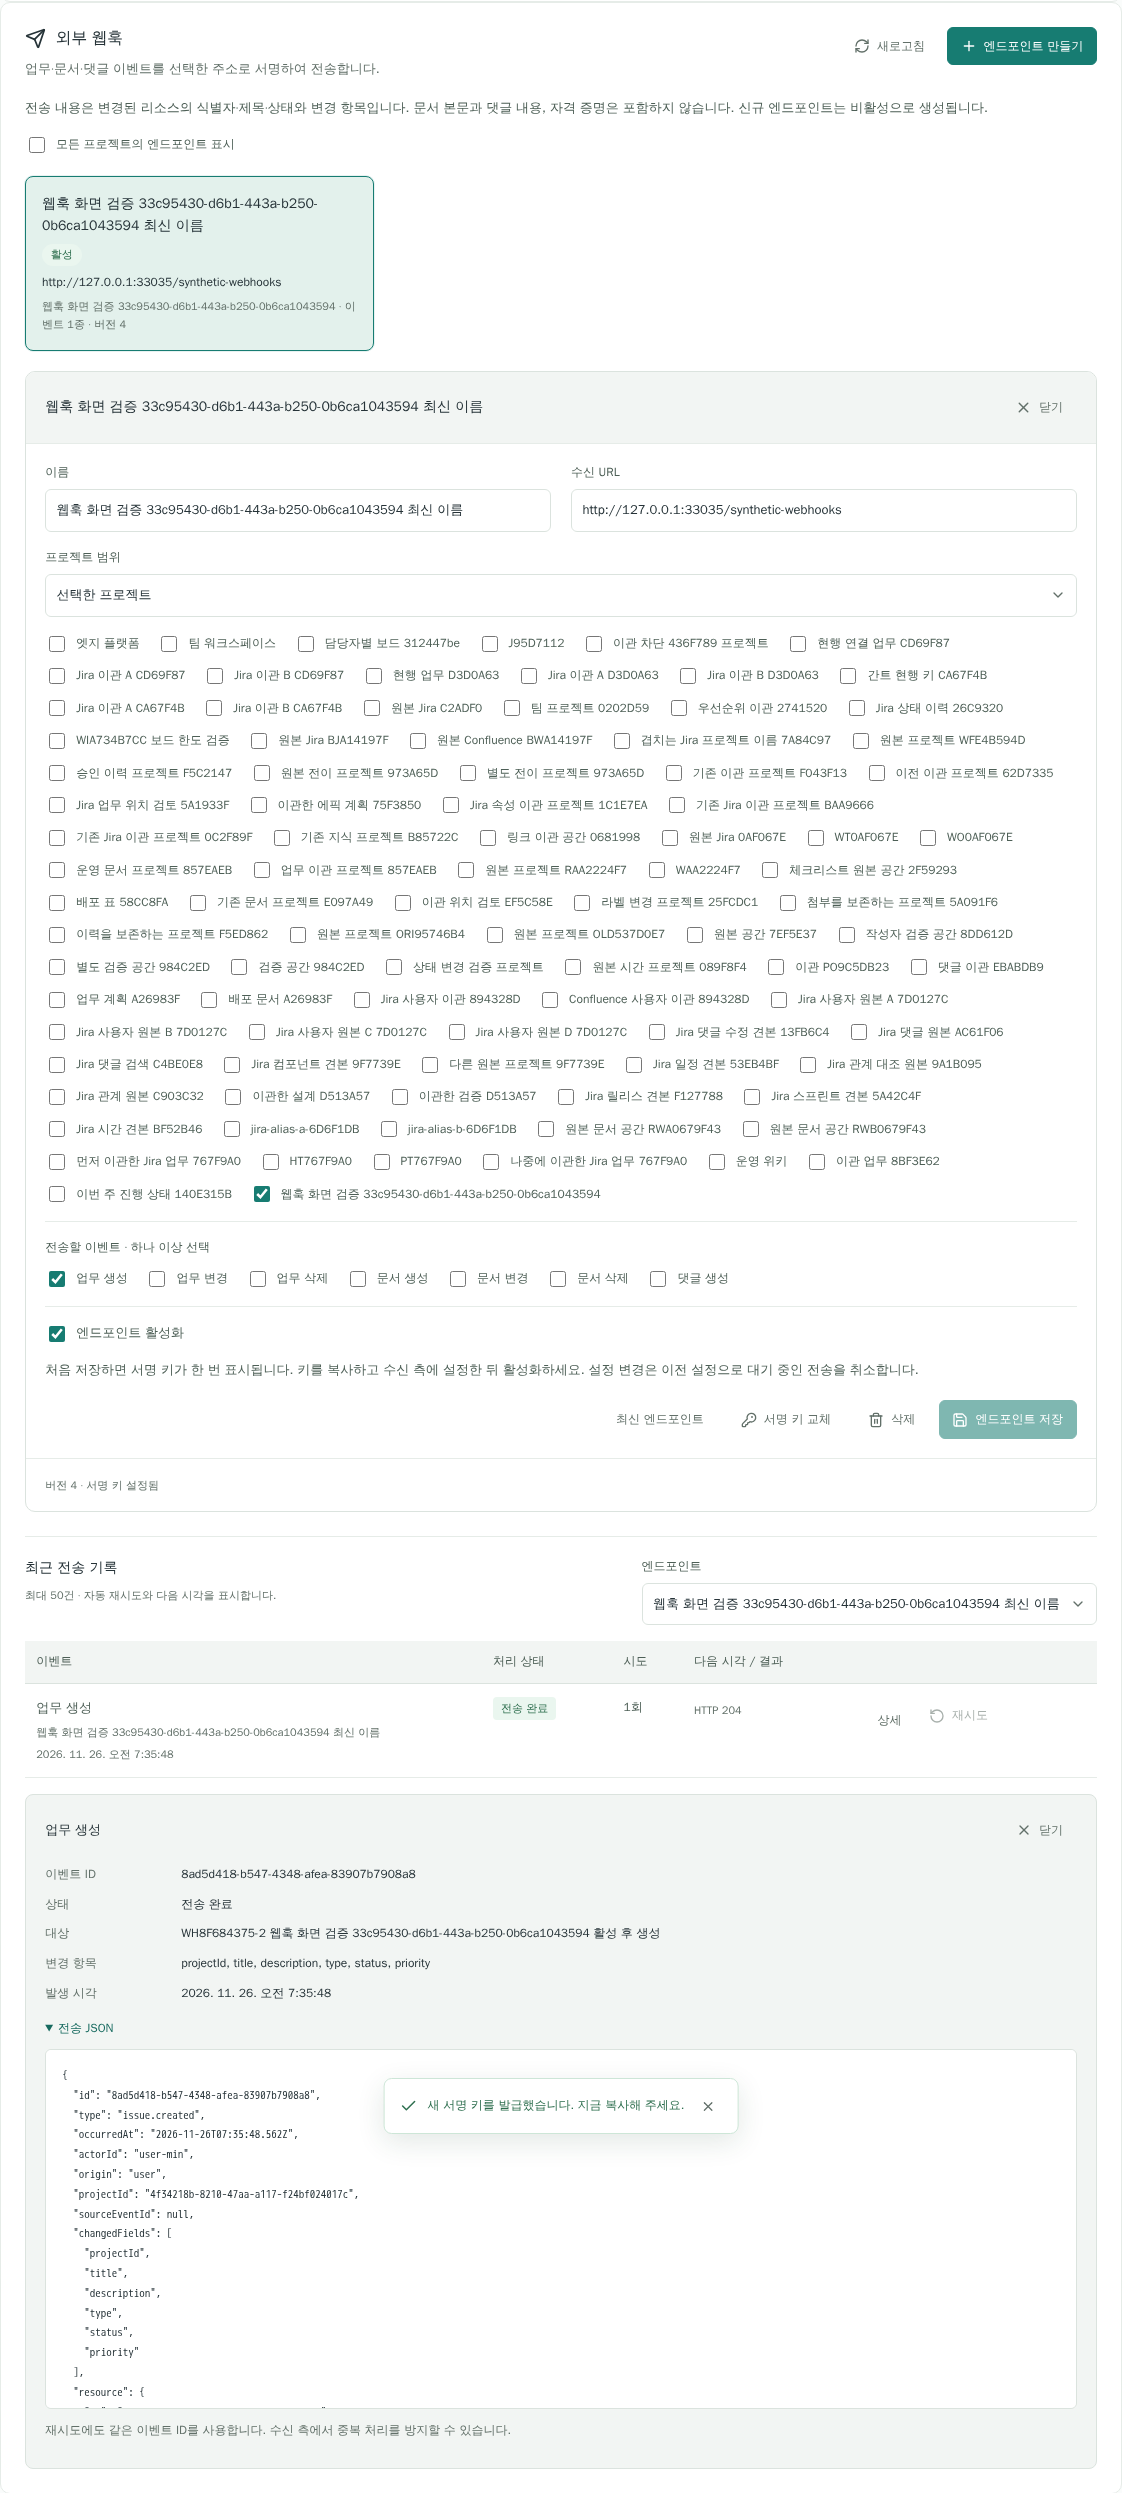 외부 웹훅
업무·문서·댓글 이벤트를 선택한 주소로 서명하여 전송합니다.
새로고침
엔드포인트 만들기
전송 내용은 변경된 리소스의 식별자·제목·상태와 변경 항목입니다. 문서 본문과 댓글 내용, 자격 증명은 포함하지 않습니다. 신규 엔드포인트는 비활성으로 생성됩니다.
모든 프로젝트의 엔드포인트 표시
웹훅 화면 검증 33c95430-d6b1-443a-b250-
0b6ca1043594 최신 이름
활성
http://127.0.0.1:33035/synthetic-webhooks
웹훅 화면 검증 33c95430-d6b1-443a-b250-0b6ca1043594 · 이
벤트 1종 · 버전 4
웹훅 화면 검증 33c95430-d6b1-443a-b250-0b6ca1043594 최신 이름
닫기
이름
수신 URL
웹훅 화면 검증 33c95430-d6b1-443a-b250-0b6ca1043594 최신 이름
http://127.0.0.1:33035/synthetic-webhooks
프로젝트 범위
선택한 프로젝트
엣지 플랫폼 팀 워크스페이스 담당자별 보드 312447be J95D7112 이관 차단 436F789 프로젝트 현행 연결 업무 CD69F87
Jira 이관 A CD69F87 Jira 이관 B CD69F87 현행 업무 D3D0A63 Jira 이관 A D3D0A63 Jira 이관 B D3D0A63 간트 현행 키 CA67F4B
Jira 이관 A CA67F4B Jira 이관 B CA67F4B 원본 Jira C2ADF0 팀 프로젝트 0202D59 우선순위 이관 2741520 Jira 상태 이력 26C9320
WIA734B7CC 보드 한도 검증 원본 Jira BJA14197F 원본 Confluence BWA14197F 겹치는 Jira 프로젝트 이름 7A84C97 원본 프로젝트 WFE4B594D
승인 이력 프로젝트 F5C2147 원본 전이 프로젝트 973A65D 별도 전이 프로젝트 973A65D 기존 이관 프로젝트 F043F13 이전 이관 프로젝트 62D7335
Jira 업무 위치 검토 5A1933F 이관한 에픽 계획 75F3850 Jira 속성 이관 프로젝트 1C1E7EA 기존 Jira 이관 프로젝트 BAA9666
기존 Jira 이관 프로젝트 0C2F89F 기존 지식 프로젝트 B85722C 링크 이관 공간 0681998 원본 Jira 0AF067E WT0AF067E WO0AF067E
운영 문서 프로젝트 857EAEB 업무 이관 프로젝트 857EAEB 원본 프로젝트 RAA2224F7 WAA2224F7 체크리스트 원본 공간 2F59293
배포 표 58CC8FA 기존 문서 프로젝트 E097A49 이관 위치 검토 EF5C58E 라벨 변경 프로젝트 25FCDC1 첨부를 보존하는 프로젝트 5A091F6
이력을 보존하는 프로젝트 F5ED862 원본 프로젝트 ORI95746B4 원본 프로젝트 OLD537D0E7 원본 공간 7EF5E37 작성자 검증 공간 8DD612D
별도 검증 공간 984C2ED 검증 공간 984C2ED 상태 변경 검증 프로젝트 원본 시간 프로젝트 089F8F4 이관 PO9C5DB23 댓글 이관 EBABDB9
업무 계획 A26983F 배포 문서 A26983F Jira 사용자 이관 894328D Confluence 사용자 이관 894328D Jira 사용자 원본 A 7D0127C
Jira 사용자 원본 B 7D0127C Jira 사용자 원본 C 7D0127C Jira 사용자 원본 D 7D0127C Jira 댓글 수정 견본 13FB6C4 Jira 댓글 원본 AC61F06
Jira 댓글 검색 C4BE0E8 Jira 컴포넌트 견본 9F7739E 다른 원본 프로젝트 9F7739E Jira 일정 견본 53EB4BF Jira 관계 대조 원본 9A1B095
Jira 관계 원본 C903C32 이관한 설계 D513A57 이관한 검증 D513A57 Jira 릴리스 견본 F127788 Jira 스프린트 견본 5A42C4F
Jira 시간 견본 BF52B46 jira-alias-a-6D6F1DB jira-alias-b-6D6F1DB 원본 문서 공간 RWA0679F43 원본 문서 공간 RWB0679F43
먼저 이관한 Jira 업무 767F9A0 HT767F9A0 PT767F9A0 나중에 이관한 Jira 업무 767F9A0 운영 위키 이관 업무 8BF3E62
이번 주 진행 상태 140E315B 웹훅 화면 검증 33c95430-d6b1-443a-b250-0b6ca1043594
전송할 이벤트 · 하나 이상 선택
업무 생성 업무 변경 업무 삭제 문서 생성 문서 변경 문서 삭제 댓글 생성
엔드포인트 활성화
처음 저장하면 서명 키가 한 번 표시됩니다. 키를 복사하고 수신 측에 설정한 뒤 활성화하세요. 설정 변경은 이전 설정으로 대기 중인 전송을 취소합니다.
최신 엔드포인트 서명 키 교체 삭제 엔드포인트 저장
버전 4 · 서명 키 설정됨
최근 전송 기록
최대 50건 · 자동 재시도와 다음 시각을 표시합니다.
엔드포인트
웹훅 화면 검증 33c95430-d6b1-443a-b250-0b6ca1043594 최신 이름
이벤트 처리 상태 시도 다음 시각 / 결과
업무 생성 전송 완료 1회 HTTP 204 상세 재시도
웹훅 화면 검증 33c95430-d6b1-443a-b250-0b6ca1043594 최신 이름
2026. 11. 26. 오전 7:35:48
업무 생성
닫기
이벤트 ID 8ad5d418-b547-4348-afea-83907b7908a8
상태 전송 완료
대상 WH8F684375-2 웹훅 화면 검증 33c95430-d6b1-443a-b250-0b6ca1043594 활성 후 생성
변경 항목 projectId, title, description, type, status, priority
발생 시각 2026. 11. 26. 오전 7:35:48
▼ 전송 JSON
{
"id": "8ad5d418-b547-4348-afea-83907b7908a8",
"type": "issue.created",
"occurredAt": "2026-11-26T07:35:48.562Z",
"actorId": "user-min",
"origin": "user",
"projectId": "4f34218b-8210-47aa-a117-f24bf024017c",
"sourceEventId": null,
"changedFields": [
"projectId",
"title",
"description",
"type",
"status",
"priority"
],
"resource": {
새 서명 키를 발급했습니다. 지금 복사해 주세요.
재시도에도 같은 이벤트 ID를 사용합니다. 수신 측에서 중복 처리를 방지할 수 있습니다.